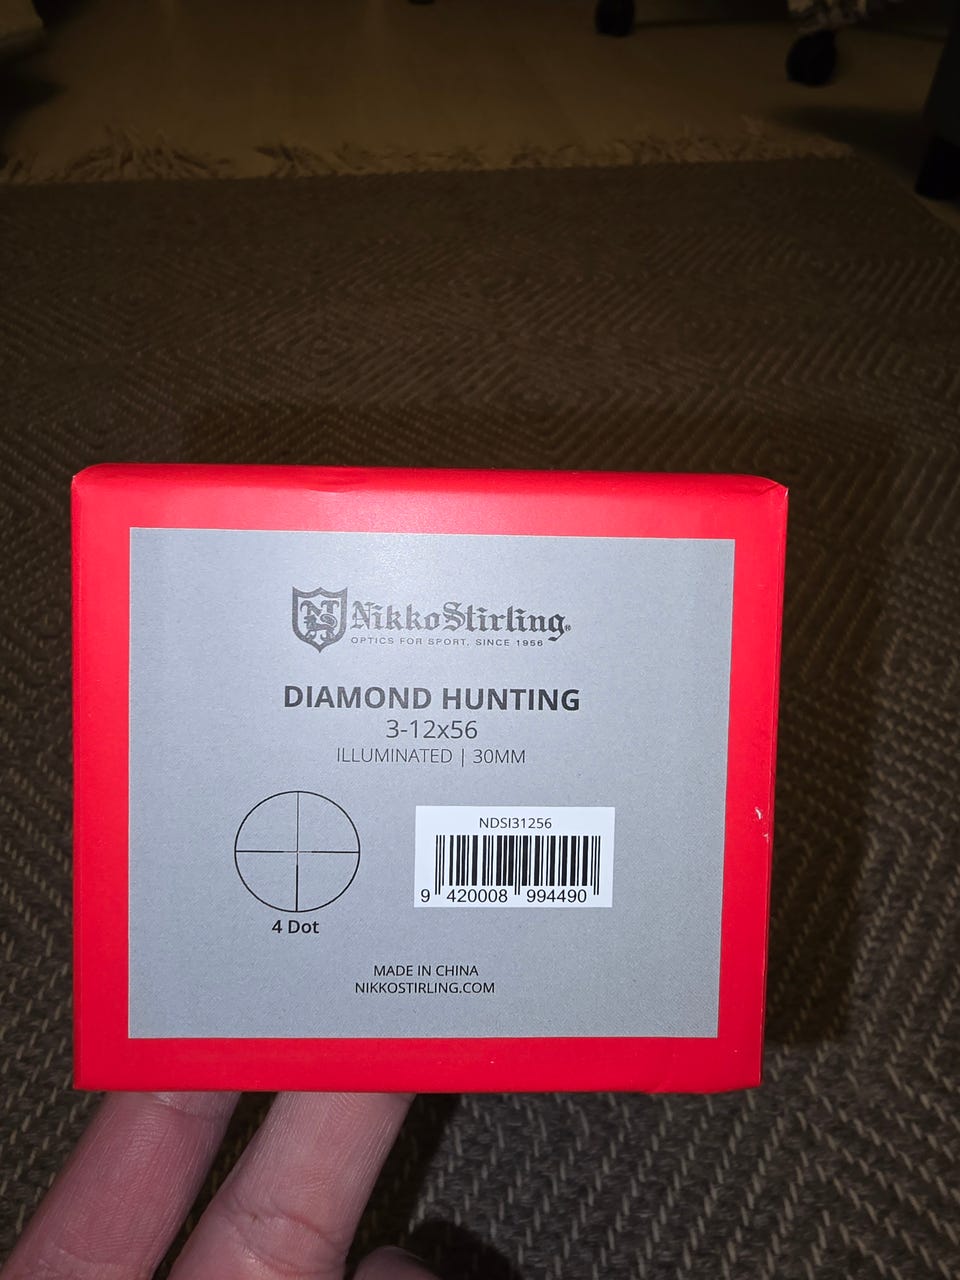 NikkoStirling®
OPTICS FOR SPORT, SINCE 1956
DIAMOND HUNTING
3-12x56
ILLUMINATED | 30MM
4 Dot
NDSI31256
9 420008 994490
MADE IN CHINA
NIKKOSTIRLING.COM